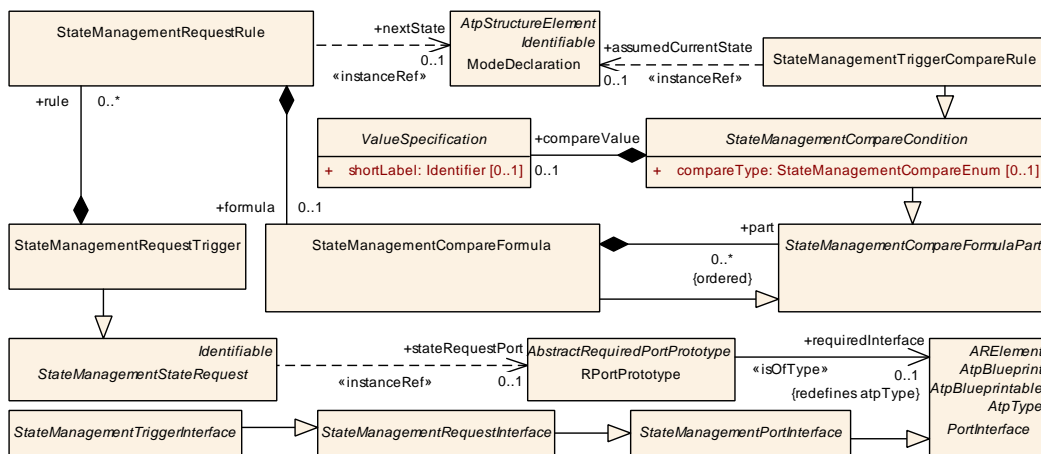 StateManagementRequestRule
+nextState
0..1
«instanceRef»
AtpStructureElement
Identifiable
ModeDeclaration
+assumedCurrentState
0..1
«instanceRef»
StateManagementTriggerCompareRule
+rule
0..*
ValueSpecification
+ shortLabel: Identifier [0..1]
+compareValue
0..1
StateManagementCompareCondition
+ compareType: StateManagementCompareEnum [0..1]
+formula
0..1
StateManagementRequestTrigger
StateManagementCompareFormula
+part
0..*
{ordered}
StateManagementCompareFormulaPart
Identifiable
StateManagementStateRequest
+stateRequestPort
«instanceRef»
0..1
AbstractRequiredPortPrototype
RPortPrototype
+requiredInterface
«isOfType»
0..1
{redefines atpType}
ARElement
AtpBlueprint
AtpBlueprintable
AtpType
PortInterface
StateManagementTriggerInterface
StateManagementRequestInterface
StateManagementPortInterface